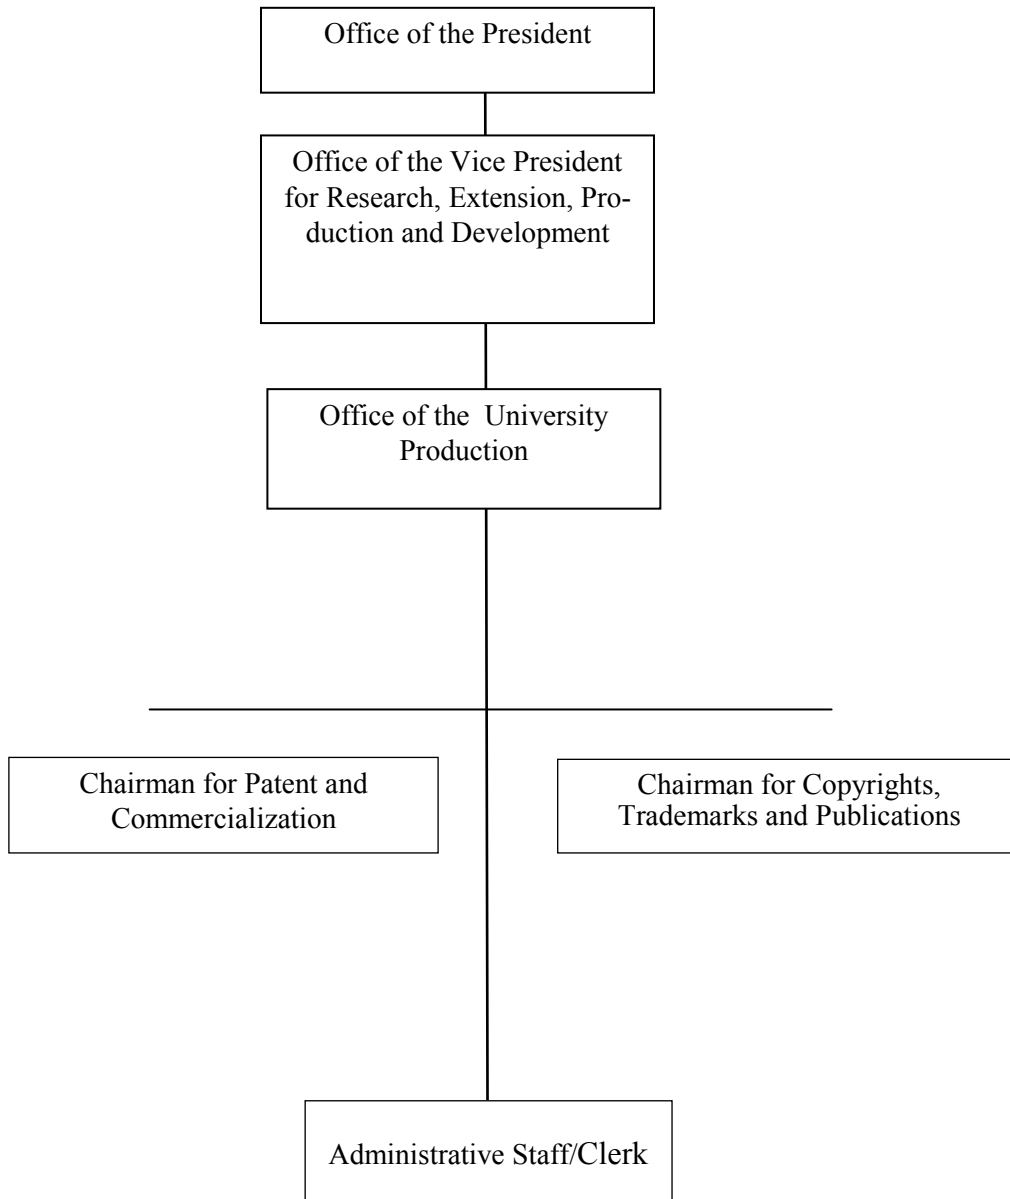 Office of the President
Office of the Vice President
for Research, Extension, Pro-
duction and Development
Office of the  University
Production
Chairman for Patent and
Commercialization
Chairman for Copyrights,
Trademarks and Publications
Administrative Staff/Clerk